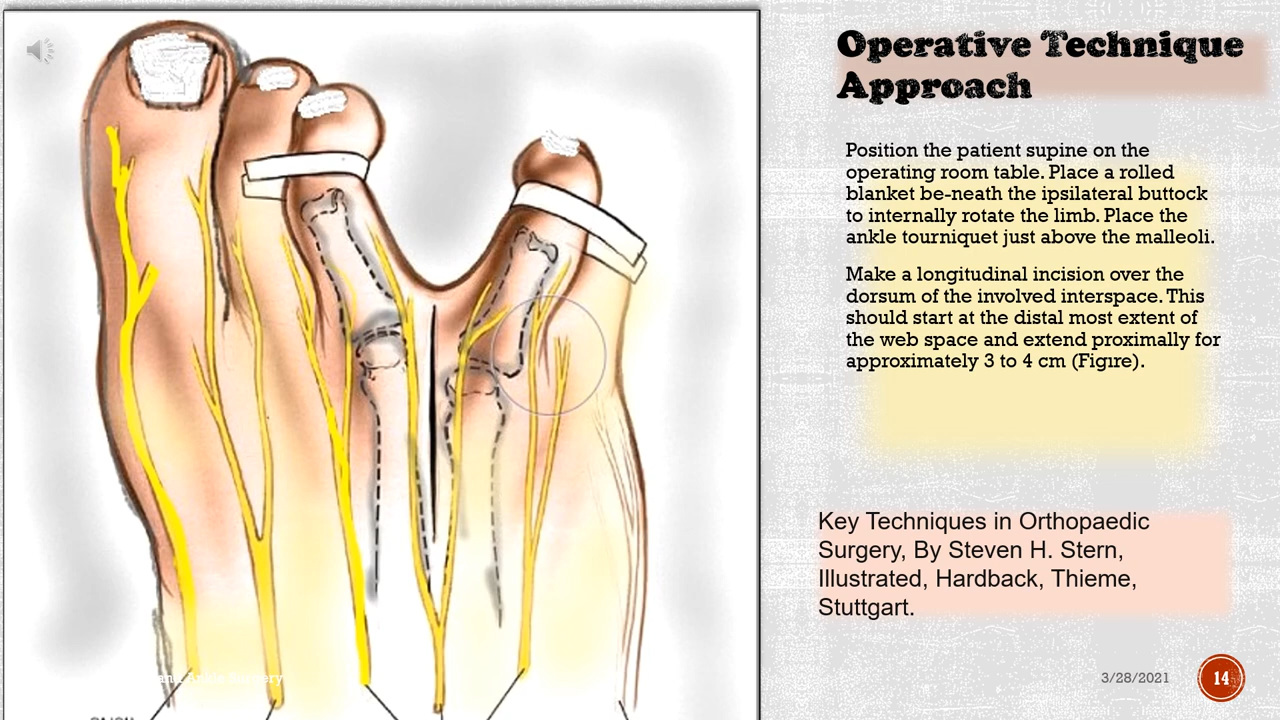 Operative Technique
Approach
Position the patient supine on the
operating room table. Place a rolled
blanket be-neath the ipsilateral buttock
to internally rotate the limb. Place the
ankle tourniquet just above the malleoli.
Make a longitudinal incision over the
dorsum of the involved interspace. This
should start at the distal most extent of
the web space and extend proximally for
approximately 3 to 4 cm (Figıre).
Key Techniques in Orthopaedic
Surgery, By Steven H. Stern,
Illustrated, Hardback, Thieme,
Stuttgart.
and Ankle Surgery
3/28/2021
14